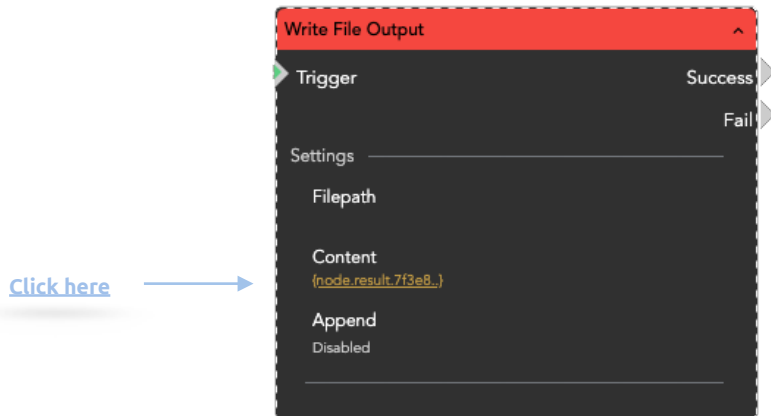 Write File Output
Trigger
Success
Fail
Settings
Filepath
Content
{node.result.7f3e8..}
Click here
Append
Disabled